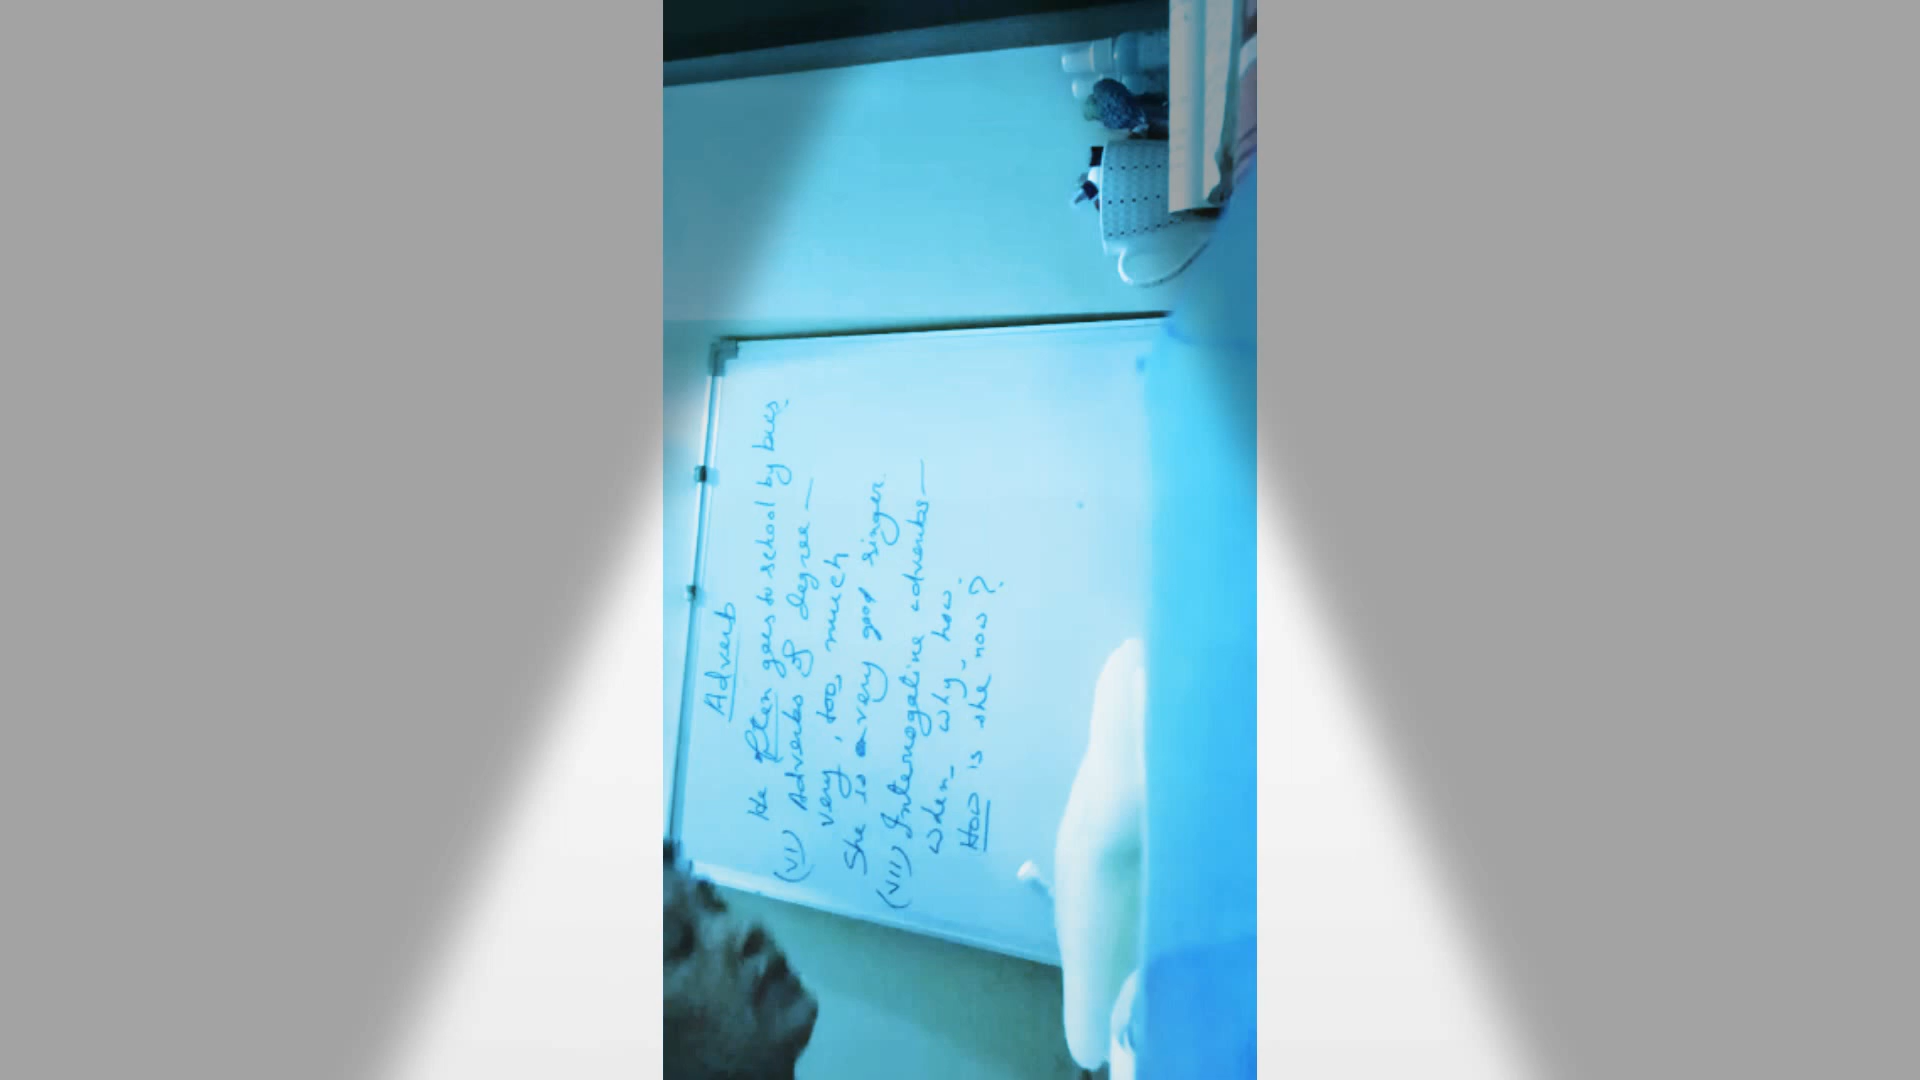 Adverb
He often goes to school by bus.
(VI) Adverbs of degree —
very, too, much
She is a very good singer.
(VII) Interrogative adverbs —
when - why - how.
How is she now?